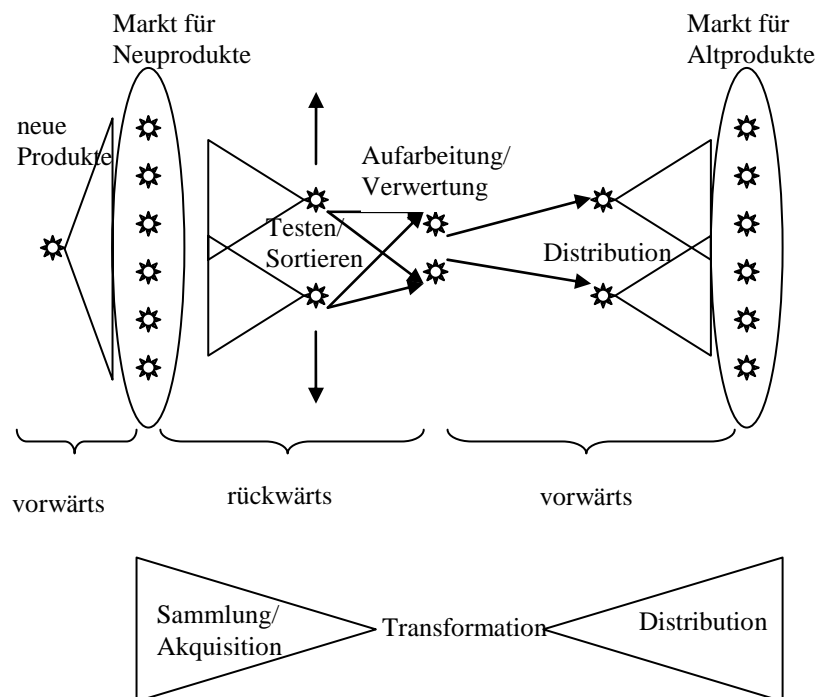 Markt für
Neuprodukte
Markt für
Altprodukte
neue
Produkte
Aufarbeitung/
Verwertung
Testen/
Sortieren
Distribution
vorwärts
rückwärts
vorwärts
Sammlung/
Akquisition
Transformation
Distribution